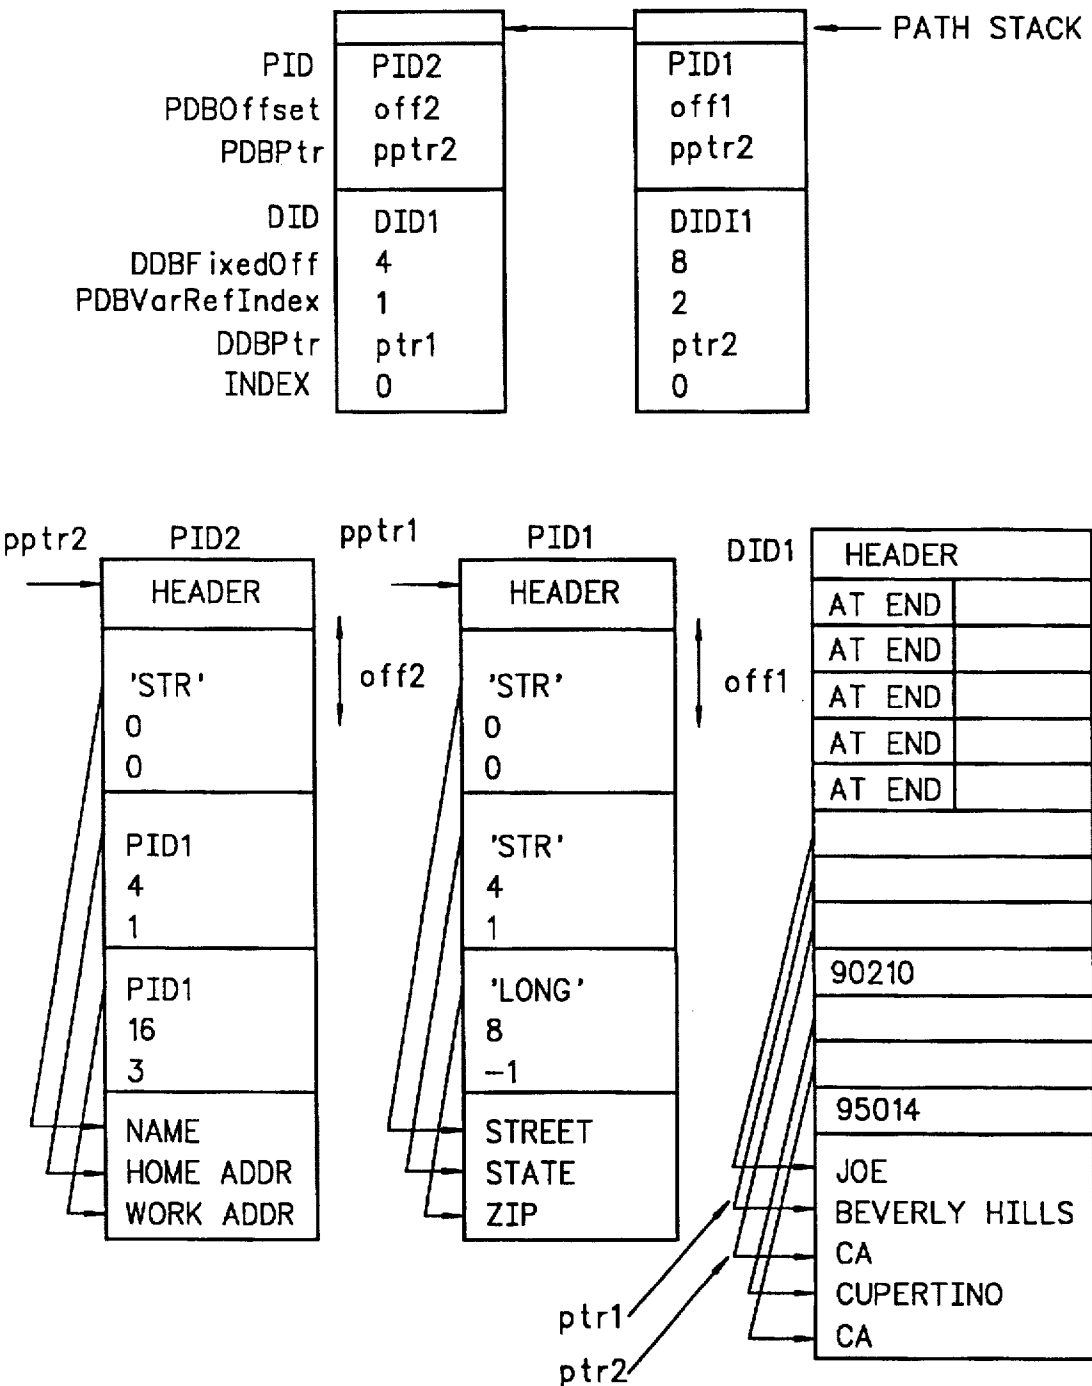 PATH STACK
PID PID2 PID1
PDBOffset off2 off1
PDBPtr pptr2 pptr2
DID DID1 DIDI1
DDBFixedOff 4 8
PDBVarRefIndex 1 2
DDBPtr ptr1 ptr2
INDEX 0 0
pptr2 PID2
HEADER
off2
'STR'
0
0
PID1
4
1
PID1
16
3
NAME
HOME ADDR
WORK ADDR
pptr1 PID1
HEADER
off1
'STR'
0
0
'STR'
4
1
'LONG'
8
-1
STREET
STATE
ZIP
DID1 HEADER
AT END
AT END
AT END
AT END
AT END
90210
95014
JOE
BEVERLY HILLS
CA
CUPERTINO
CA
ptr1
ptr2